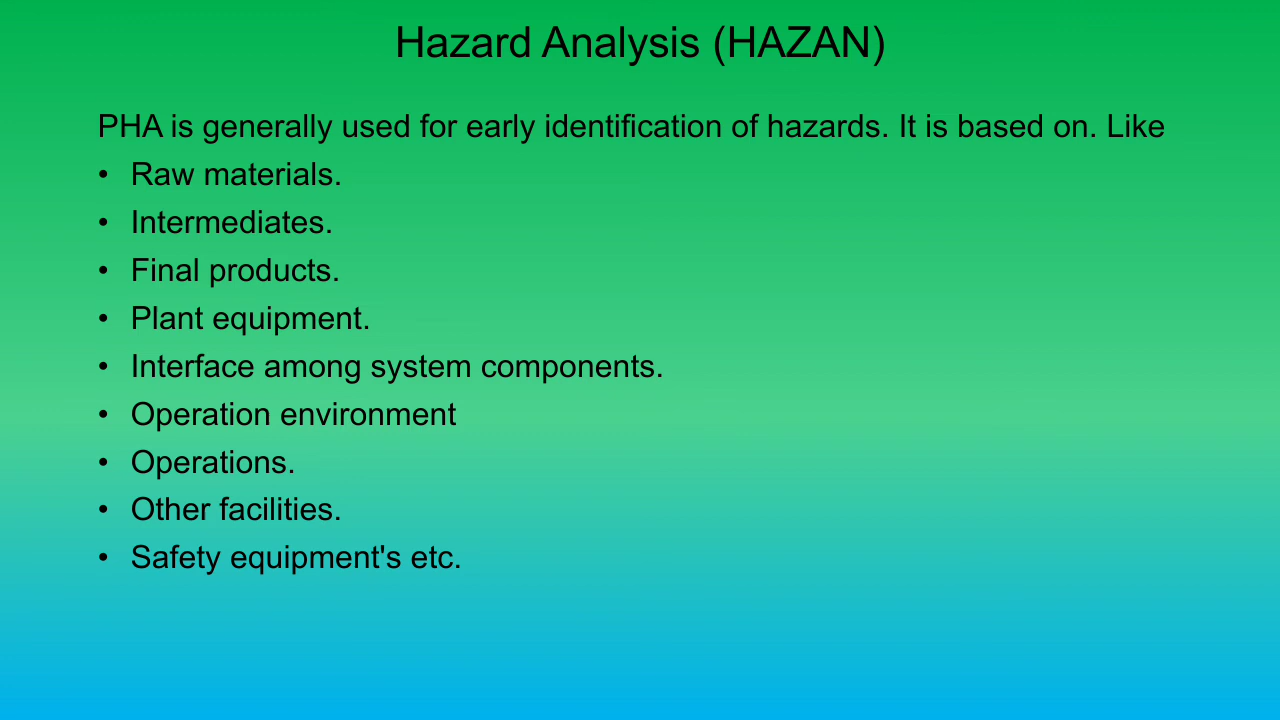 Hazard Analysis (HAZAN)
PHA is generally used for early identification of hazards. It is based on. Like
• Raw materials.
• Intermediates.
• Final products.
• Plant equipment.
• Interface among system components.
• Operation environment
• Operations.
• Other facilities.
• Safety equipment's etc.